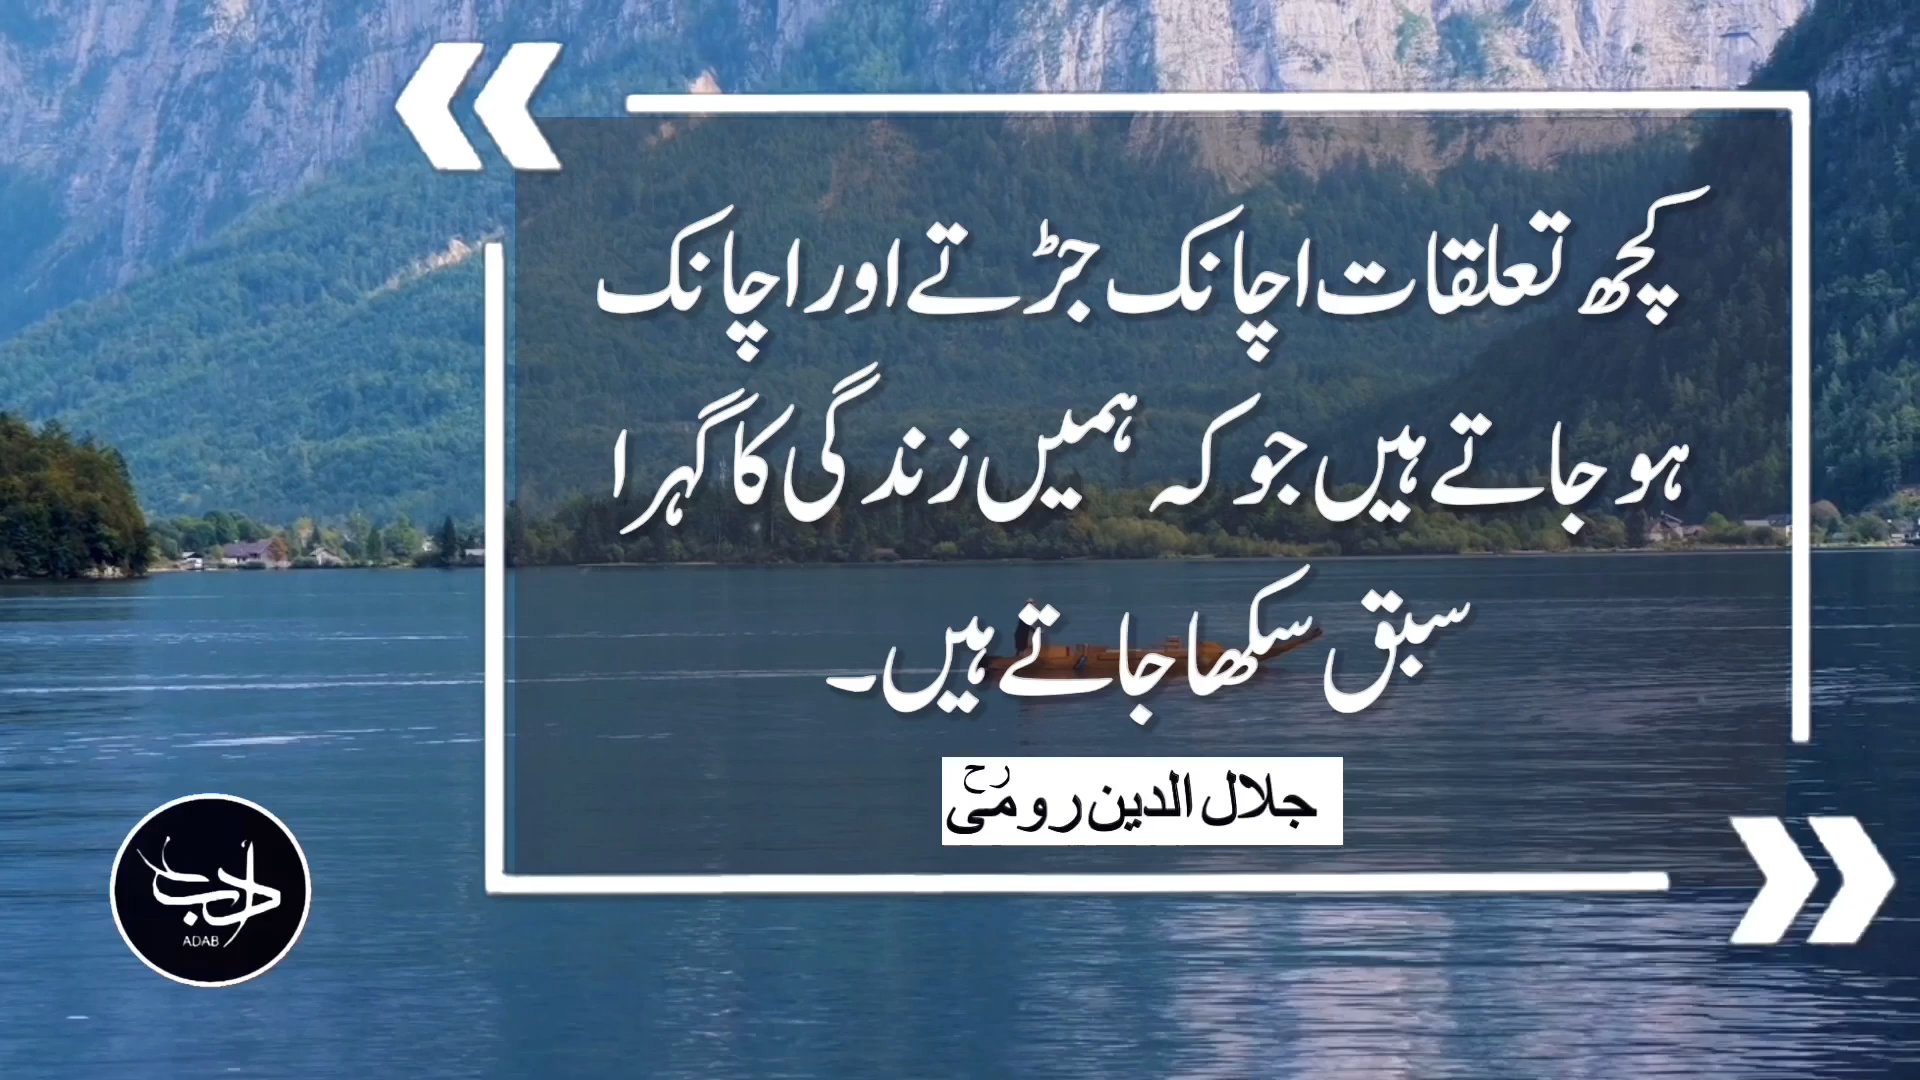 کچھ تعلقات اچانک جڑتے اور اچانک
ہو جاتے ہیں جو کہ ہمیں زندگی کا گہرا
سبق سکھا جاتے ہیں۔
جلال الدین رومیؒ
ادب
ADAB